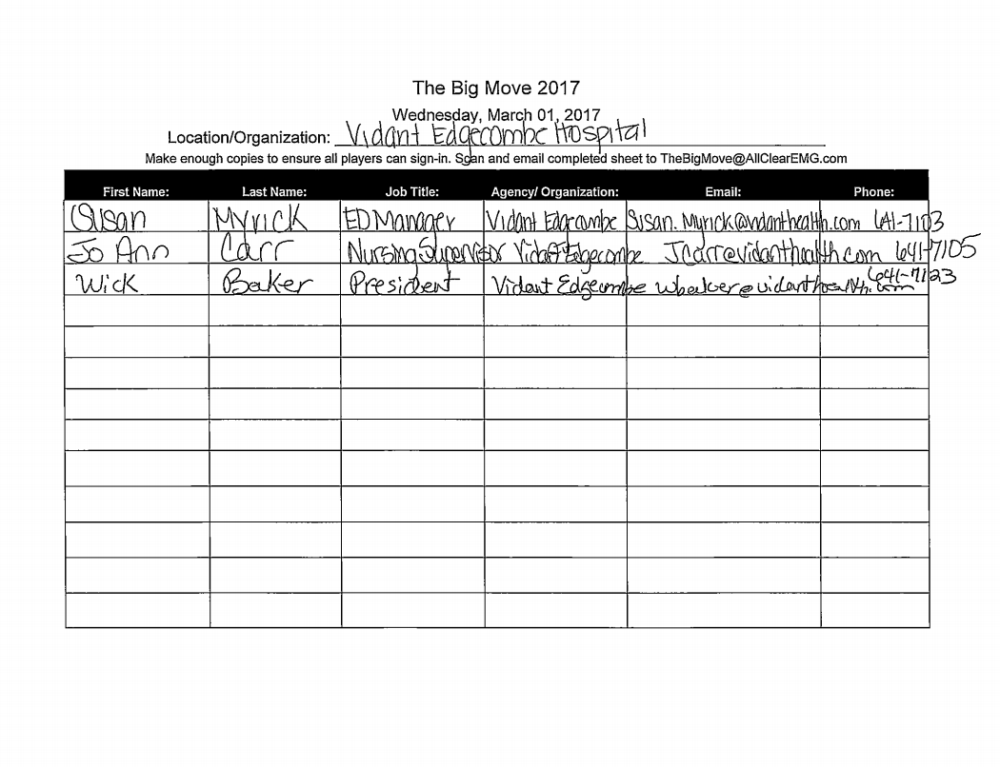 The Big Move 2017
Wednesday, March 01, 2017
Location/Organization: Vidant Edgecombe Hospital
Make enough copies to ensure all players can sign-in. Scan and email completed sheet to TheBigMove@AllClearEMG.com
First Name: Last Name: Job Title: Agency/ Organization: Email: Phone:
Susan Myrick ED Manager Vidant Edgecombe Susan.Myrick@vidanthealth.com 641-7103
Jo Ann Carr Nursing Supervisor Vidant Edgecombe JCarr@vidanthealth.com 641-7105
Wick Baker President Vidant Edgecombe wbaker@vidanthealth.com 641-7123